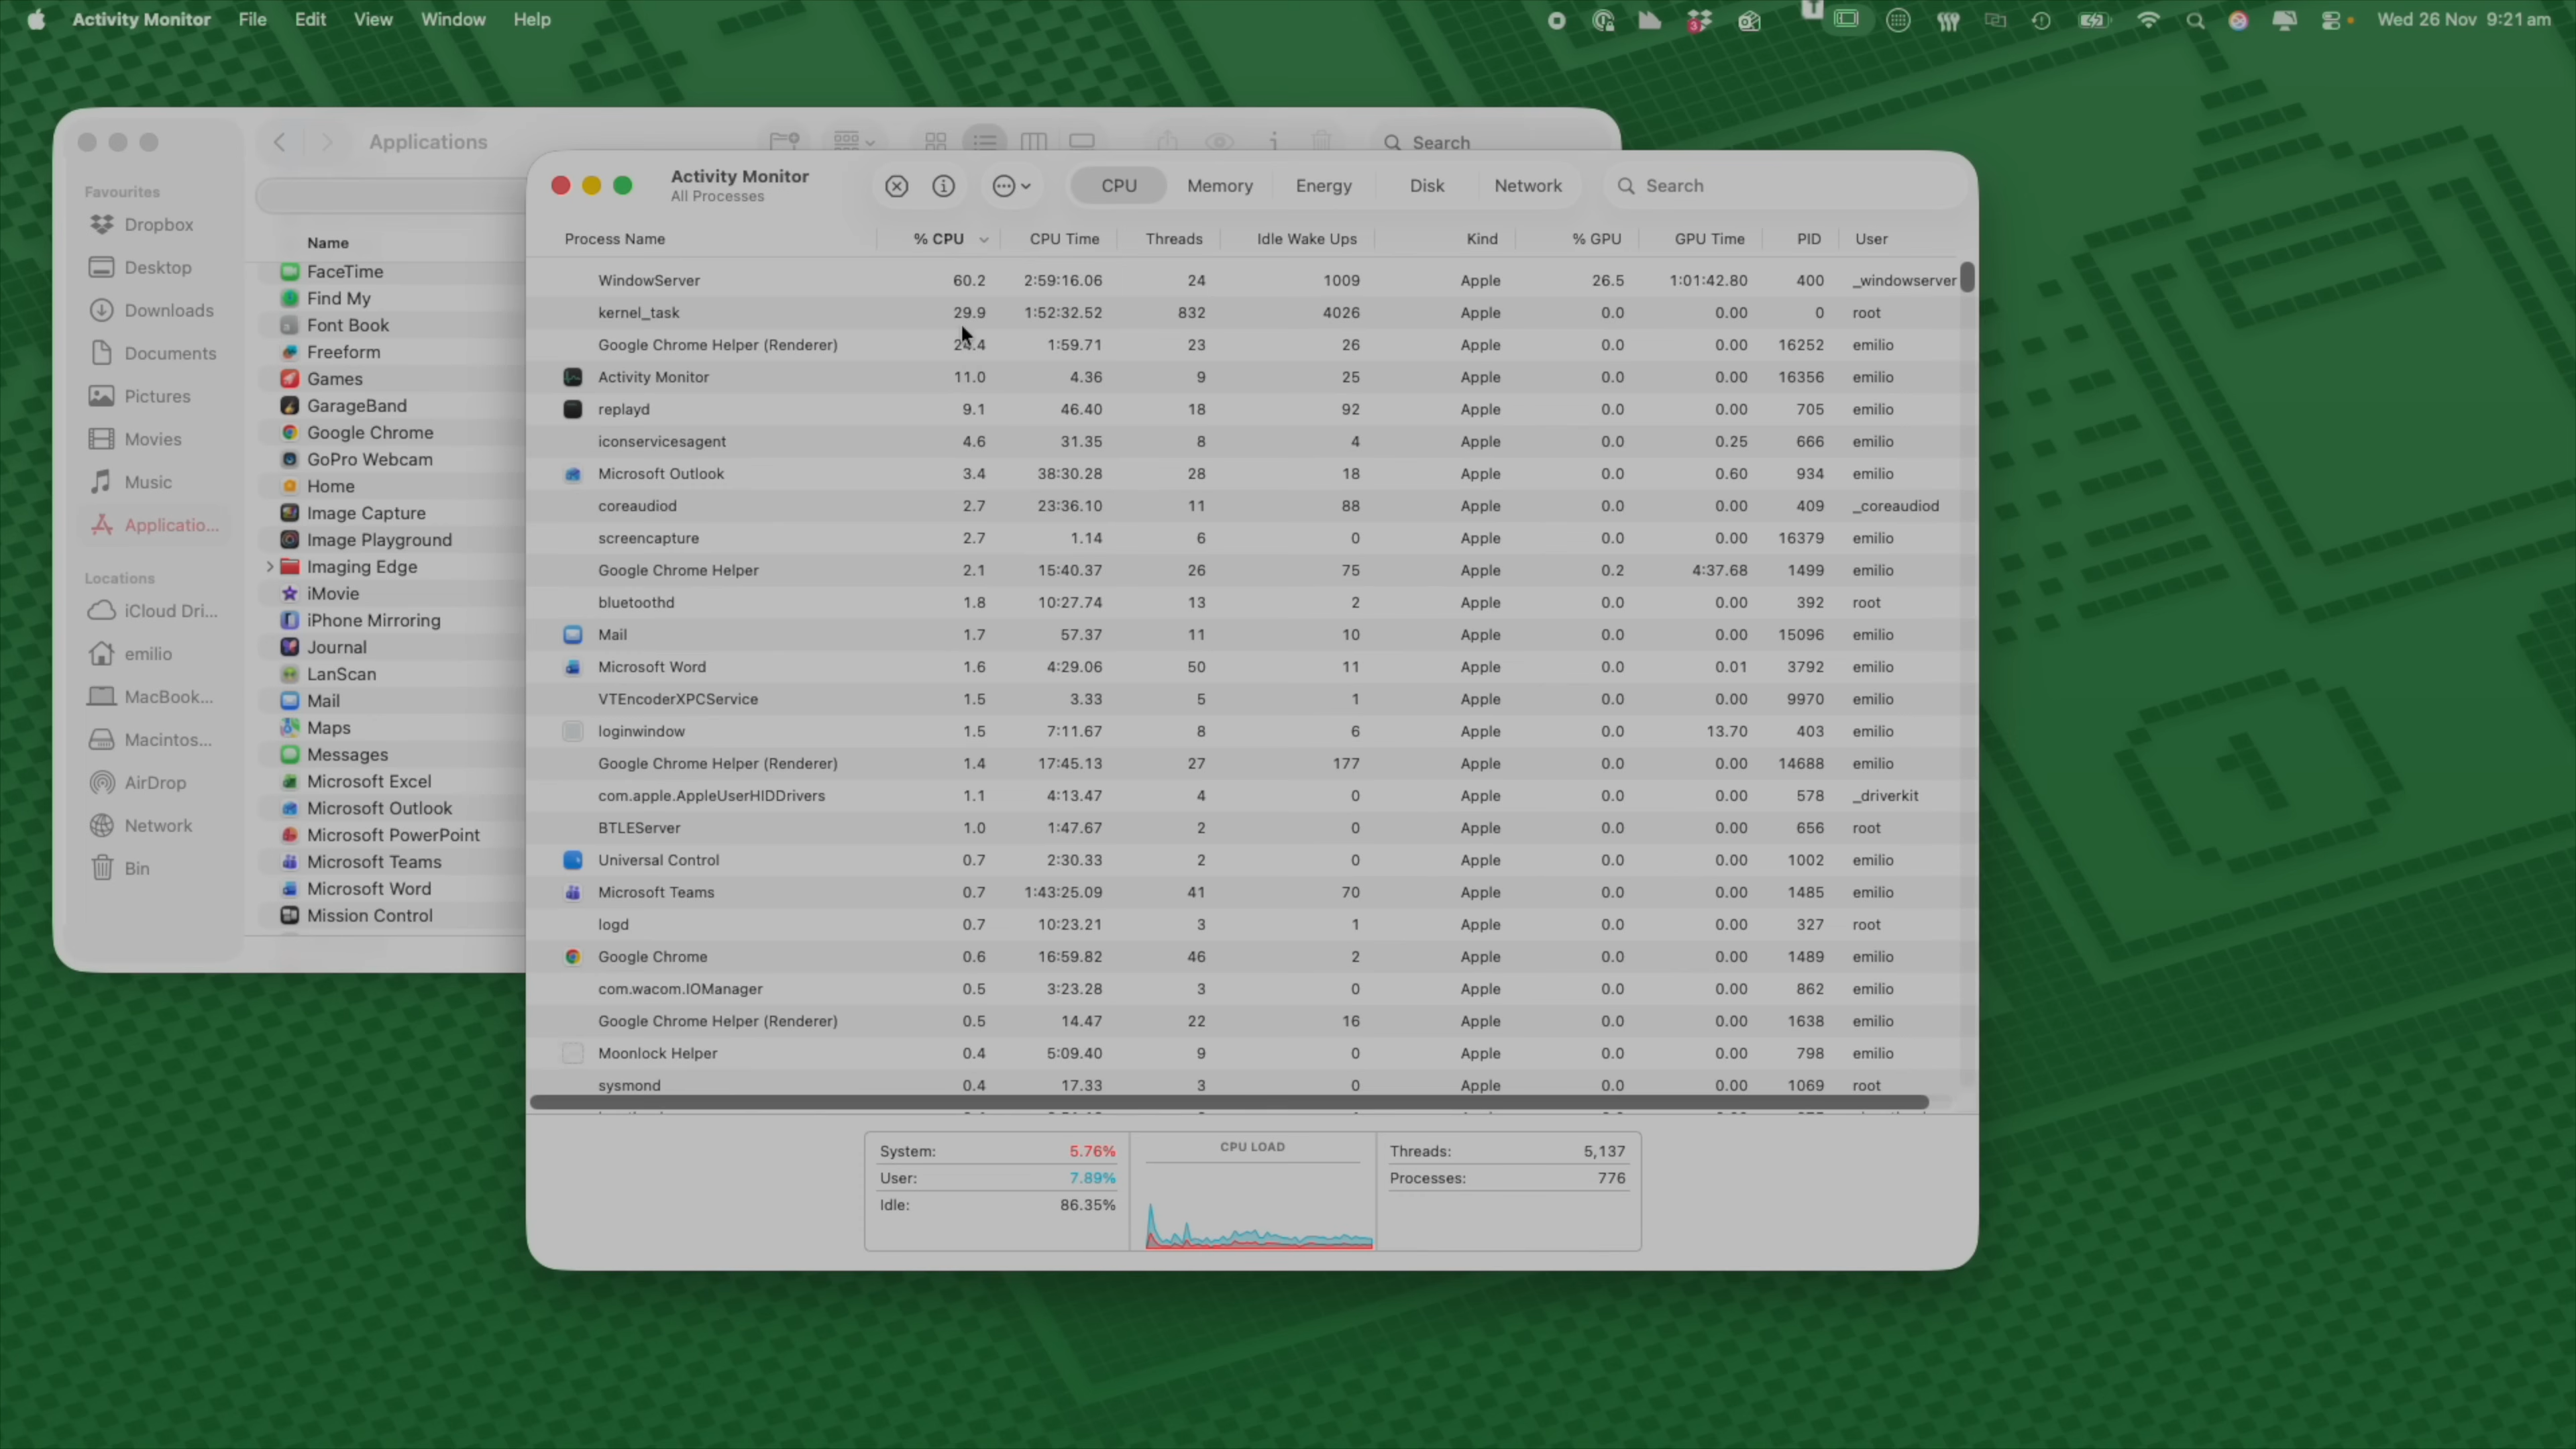 Activity Monitor File Edit View Window Help
3
Wed 26 Nov 9:21 am
Applications
Search
Favourites
Dropbox
Desktop
Downloads
Documents
Pictures
Movies
Music
Applicatio...
Locations
iCloud Dri...
emilio
MacBook...
Macintos...
AirDrop
Network
Bin
Name
FaceTime
Find My
Font Book
Freeform
Games
GarageBand
Google Chrome
GoPro Webcam
Home
Image Capture
Image Playground
Imaging Edge
iMovie
iPhone Mirroring
Journal
LanScan
Mail
Maps
Messages
Microsoft Excel
Microsoft Outlook
Microsoft PowerPoint
Microsoft Teams
Microsoft Word
Mission Control
Activity Monitor
All Processes
CPU Memory Energy Disk Network Search
Process Name % CPU CPU Time Threads Idle Wake Ups Kind % GPU GPU Time PID User
WindowServer 60.2 2:59:16.06 24 1009 Apple 26.5 1:01:42.80 400 _windowserver
kernel_task 29.9 1:52:32.52 832 4026 Apple 0.0 0.00 0 root
Google Chrome Helper (Renderer) 1:59.71 23 26 Apple 0.0 0.00 16252 emilio
Activity Monitor 11.0 4.36 9 25 Apple 0.0 0.00 16356 emilio
replayd 9.1 46.40 18 92 Apple 0.0 0.00 705 emilio
iconservicesagent 4.6 31.35 8 4 Apple 0.0 0.25 666 emilio
Microsoft Outlook 3.4 38:30.28 28 18 Apple 0.0 0.60 934 emilio
coreaudiod 2.7 23:36.10 11 88 Apple 0.0 0.00 409 _coreaudiod
screencapture 2.7 1.14 6 0 Apple 0.0 0.00 16379 emilio
Google Chrome Helper 2.1 15:40.37 26 75 Apple 0.2 4:37.68 1499 emilio
bluetoothd 1.8 10:27.74 13 2 Apple 0.0 0.00 392 root
Mail 1.7 57.37 11 10 Apple 0.0 0.00 15096 emilio
Microsoft Word 1.6 4:29.06 50 11 Apple 0.0 0.01 3792 emilio
VTEncoderXPCService 1.5 3.33 5 1 Apple 0.0 0.00 9970 emilio
loginwindow 1.5 7:11.67 8 6 Apple 0.0 13.70 403 emilio
Google Chrome Helper (Renderer) 1.4 17:45.13 27 177 Apple 0.0 0.00 14688 emilio
com.apple.AppleUserHIDDrivers 1.1 4:13.47 4 0 Apple 0.0 0.00 578 _driverkit
BTLEServer 1.0 1:47.67 2 0 Apple 0.0 0.00 656 root
Universal Control 0.7 2:30.33 2 0 Apple 0.0 0.00 1002 emilio
Microsoft Teams 0.7 1:43:25.09 41 70 Apple 0.0 0.00 1485 emilio
logd 0.7 10:23.21 3 1 Apple 0.0 0.00 327 root
Google Chrome 0.6 16:59.82 46 2 Apple 0.0 0.00 1489 emilio
com.wacom.IOManager 0.5 3:23.28 3 0 Apple 0.0 0.00 862 emilio
Google Chrome Helper (Renderer) 0.5 14.47 22 16 Apple 0.0 0.00 1638 emilio
Moonlock Helper 0.4 5:09.40 9 0 Apple 0.0 0.00 798 emilio
sysmond 0.4 17.33 3 0 Apple 0.0 0.00 1069 root
System: 5.76%
User: 7.89%
Idle: 86.35%
CPU LOAD
Threads: 5,137
Processes: 776